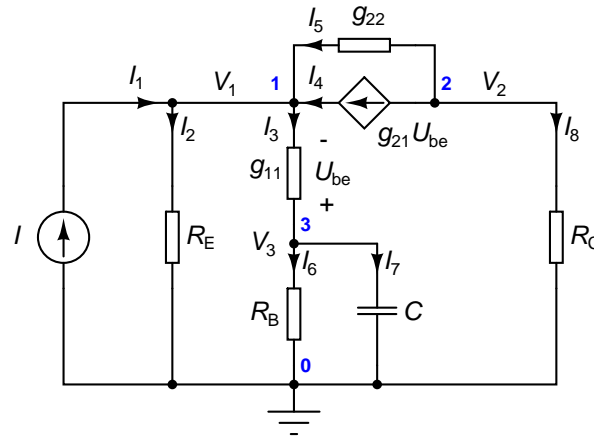 I5 g22
I1 V1 1 I4 2 V2
I2 I3 - g21Ube I8
g11 Ube
+
I RE V3 3 I6 I7
RB C
0